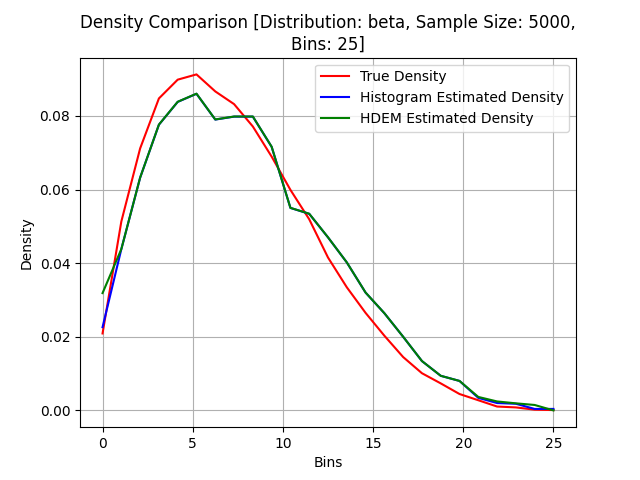 Density Comparison [Distribution: beta, Sample Size: 5000,
Bins: 25]
True Density
Histogram Estimated Density
HDEM Estimated Density
Density
0.08
0.06
0.04
0.02
0.00
0
5
10
15
20
25
Bins